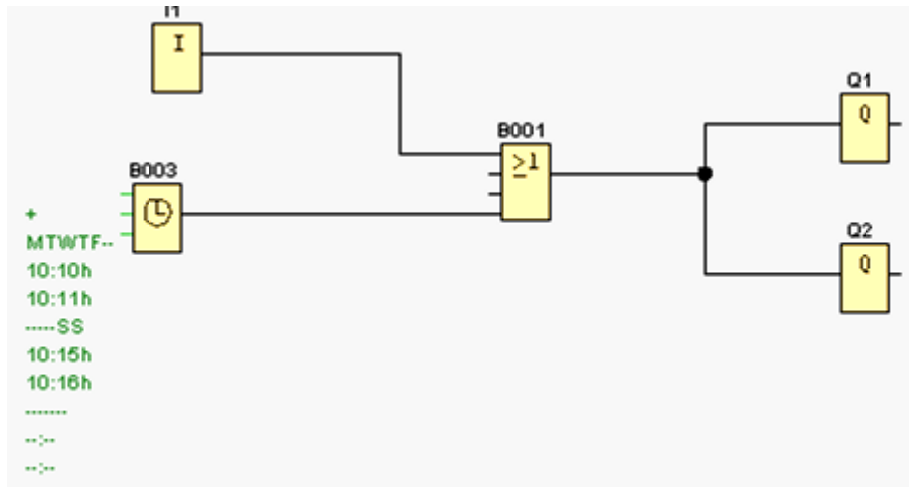 I1
I
Q1
Q
B001
≥1
B003
+
MTWTF--
10:10h
10:11h
-----SS
10:15h
10:16h
-------
--:--
--:--
Q2
Q